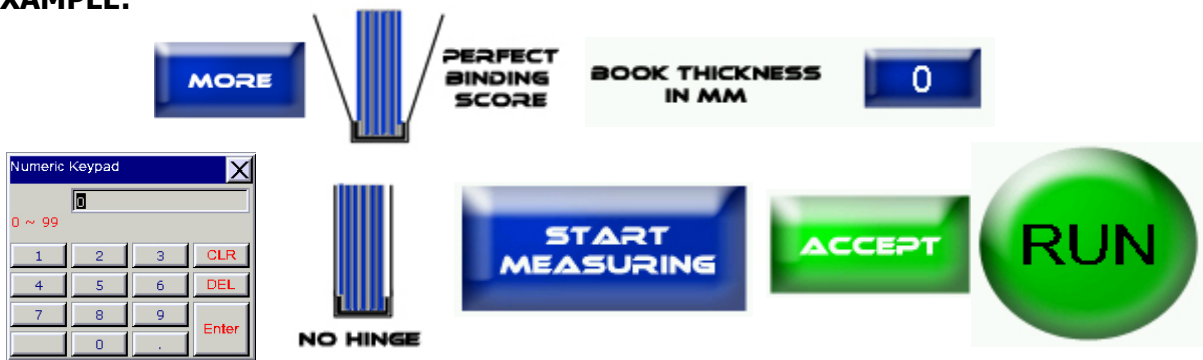 XAMPLE:
MORE
PERFECT
BINDING
SCORE
BOOK THICKNESS
IN MM
0
Numeric Keypad
X
0
0 ~ 99
1 2 3 CLR
4 5 6 DEL
7 8 9 Enter
0 .
NO HINGE
START
MEASURING
ACCEPT
RUN